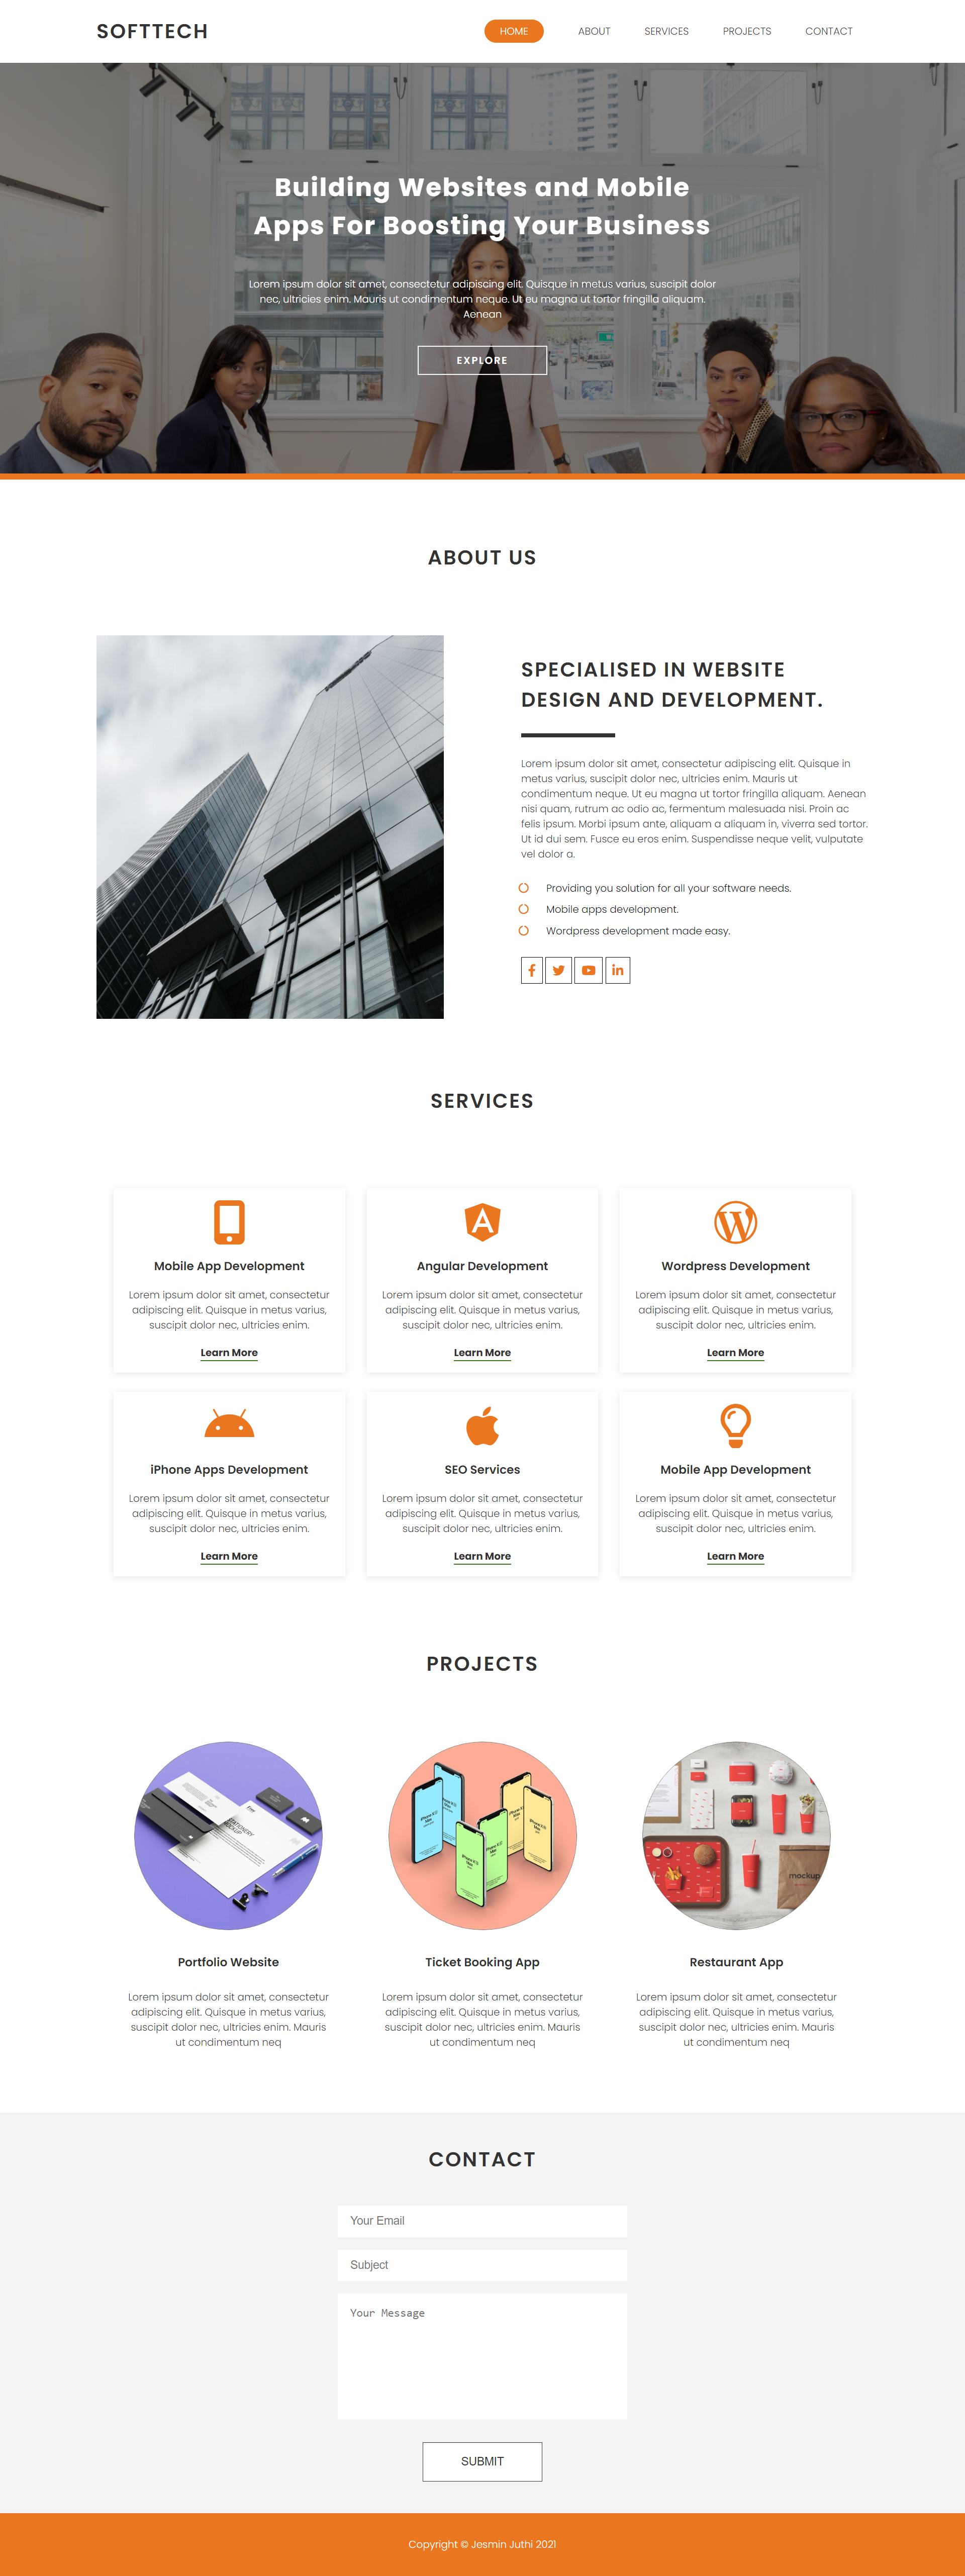 SOFTTECH
HOME
ABOUT
SERVICES
PROJECTS
CONTACT
Building Websites and Mobile
Apps For Boosting Your Business
Lorem ipsum dolor sit amet, consectetur adipiscing elit. Quisque in metus varius, suscipit dolor
nec, ultricies enim. Mauris ut condimentum neque. Ut eu magna ut tortor fringilla aliquam.
Aenean
EXPLORE
ABOUT US
SPECIALISED IN WEBSITE
DESIGN AND DEVELOPMENT.
Lorem ipsum dolor sit amet, consectetur adipiscing elit. Quisque in
metus varius, suscipit dolor nec, ultricies enim. Mauris ut
condimentum neque. Ut eu magna ut tortor fringilla aliquam. Aenean
nisi quam, rutrum ac odio ac, fermentum malesuada nisi. Proin ac
felis ipsum. Morbi ipsum ante, aliquam a aliquam in, viverra sed tortor.
Ut id dui sem. Fusce eu eros enim. Suspendisse neque velit, vulputate
vel dolor a.
Providing you solution for all your software needs.
Mobile apps development.
Wordpress development made easy.
SERVICES
Mobile App Development
Lorem ipsum dolor sit amet, consectetur
adipiscing elit. Quisque in metus varius,
suscipit dolor nec, ultricies enim.
Learn More
Angular Development
Lorem ipsum dolor sit amet, consectetur
adipiscing elit. Quisque in metus varius,
suscipit dolor nec, ultricies enim.
Learn More
Wordpress Development
Lorem ipsum dolor sit amet, consectetur
adipiscing elit. Quisque in metus varius,
suscipit dolor nec, ultricies enim.
Learn More
iPhone Apps Development
Lorem ipsum dolor sit amet, consectetur
adipiscing elit. Quisque in metus varius,
suscipit dolor nec, ultricies enim.
Learn More
SEO Services
Lorem ipsum dolor sit amet, consectetur
adipiscing elit. Quisque in metus varius,
suscipit dolor nec, ultricies enim.
Learn More
Mobile App Development
Lorem ipsum dolor sit amet, consectetur
adipiscing elit. Quisque in metus varius,
suscipit dolor nec, ultricies enim.
Learn More
PROJECTS
STATIONERY
MOCKUP
mockup
Portfolio Website
Lorem ipsum dolor sit amet, consectetur
adipiscing elit. Quisque in metus varius,
suscipit dolor nec, ultricies enim. Mauris
ut condimentum neq
Ticket Booking App
Lorem ipsum dolor sit amet, consectetur
adipiscing elit. Quisque in metus varius,
suscipit dolor nec, ultricies enim. Mauris
ut condimentum neq
Restaurant App
Lorem ipsum dolor sit amet, consectetur
adipiscing elit. Quisque in metus varius,
suscipit dolor nec, ultricies enim. Mauris
ut condimentum neq
CONTACT
Your Email
Subject
Your Message
SUBMIT
Copyright © Jesmin Juthi 2021